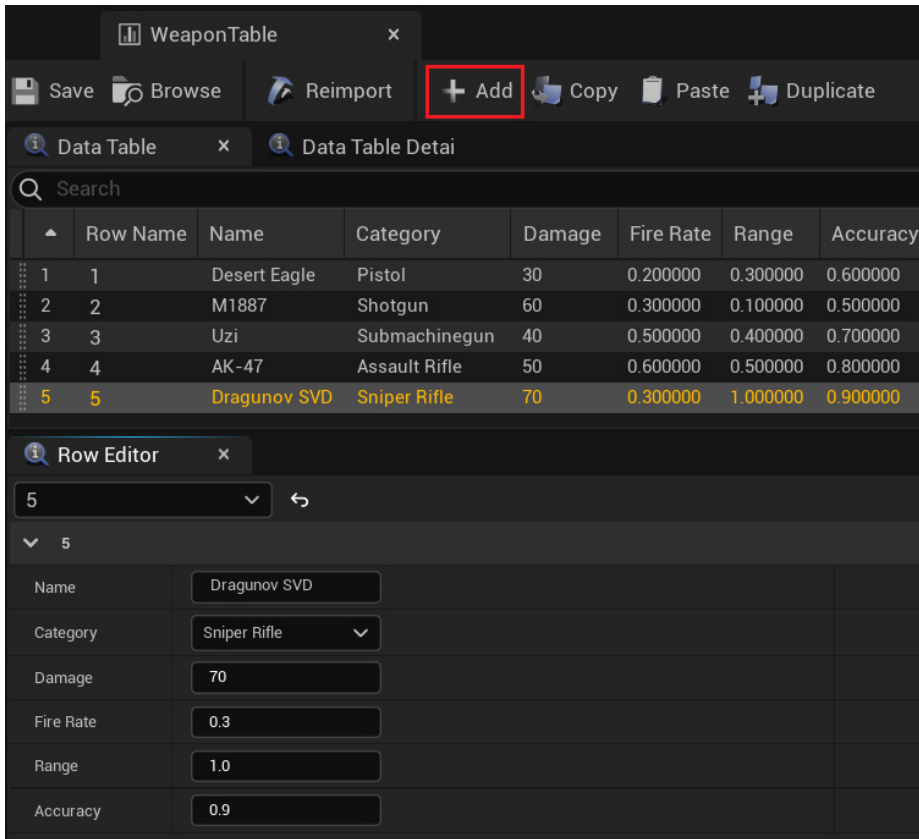 WeaponTable
Save Browse Reimport Add Copy Paste Duplicate
Data Table Data Table Detai
Search
Row Name Name Category Damage Fire Rate Range Accuracy
1 1 Desert Eagle Pistol 30 0.200000 0.300000 0.600000
2 2 M1887 Shotgun 60 0.300000 0.100000 0.500000
3 3 Uzi Submachinegun 40 0.500000 0.400000 0.700000
4 4 AK-47 Assault Rifle 50 0.600000 0.500000 0.800000
5 5 Dragunov SVD Sniper Rifle 70 0.300000 1.000000 0.900000
Row Editor
5
5
Name Dragunov SVD
Category Sniper Rifle
Damage 70
Fire Rate 0.3
Range 1.0
Accuracy 0.9